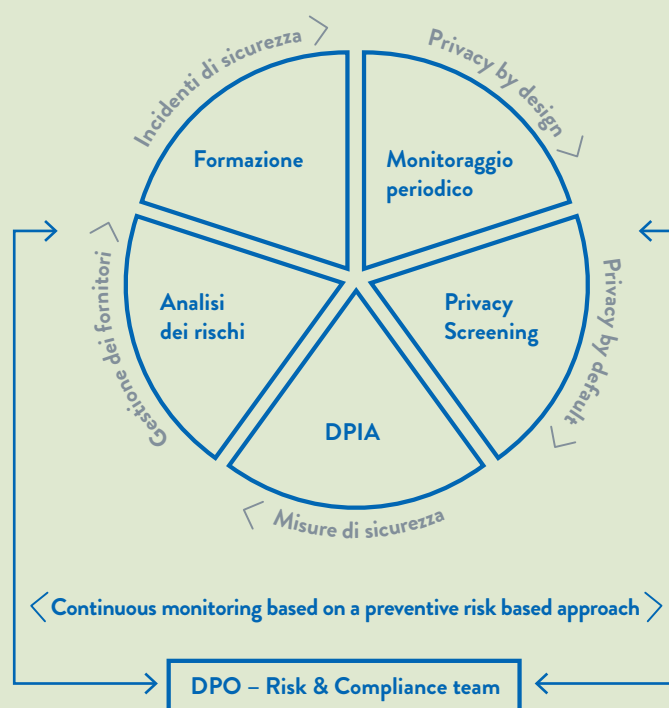 Incidenti di sicurezza
Privacy by design
Formazione
Monitoraggio
periodico
Gestione dei fornitori
Analisi
dei rischi
Privacy
Screening
Privacy by default
DPIA
Misure di sicurezza
Continuous monitoring based on a preventive risk based approach
DPO – Risk & Compliance team